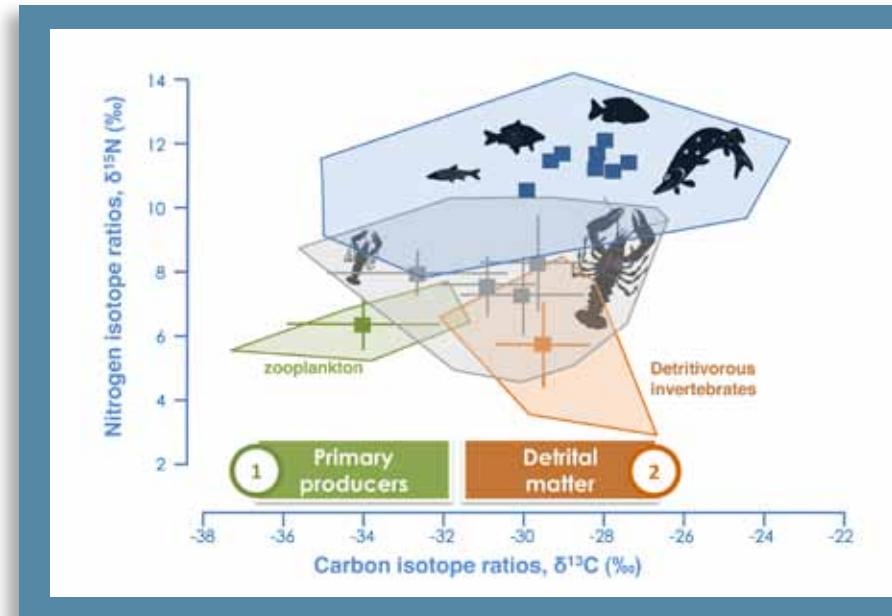 Nitrogen isotope ratios, δ¹⁵N (‰)
14
12
10
8
6
4
2
zooplankton
Detritivorous
invertebrates
1
Primary
producers
Detrital
matter
2
-38
-36
-34
-32
-30
-28
-26
-24
-22
Carbon isotope ratios, δ¹³C (‰)